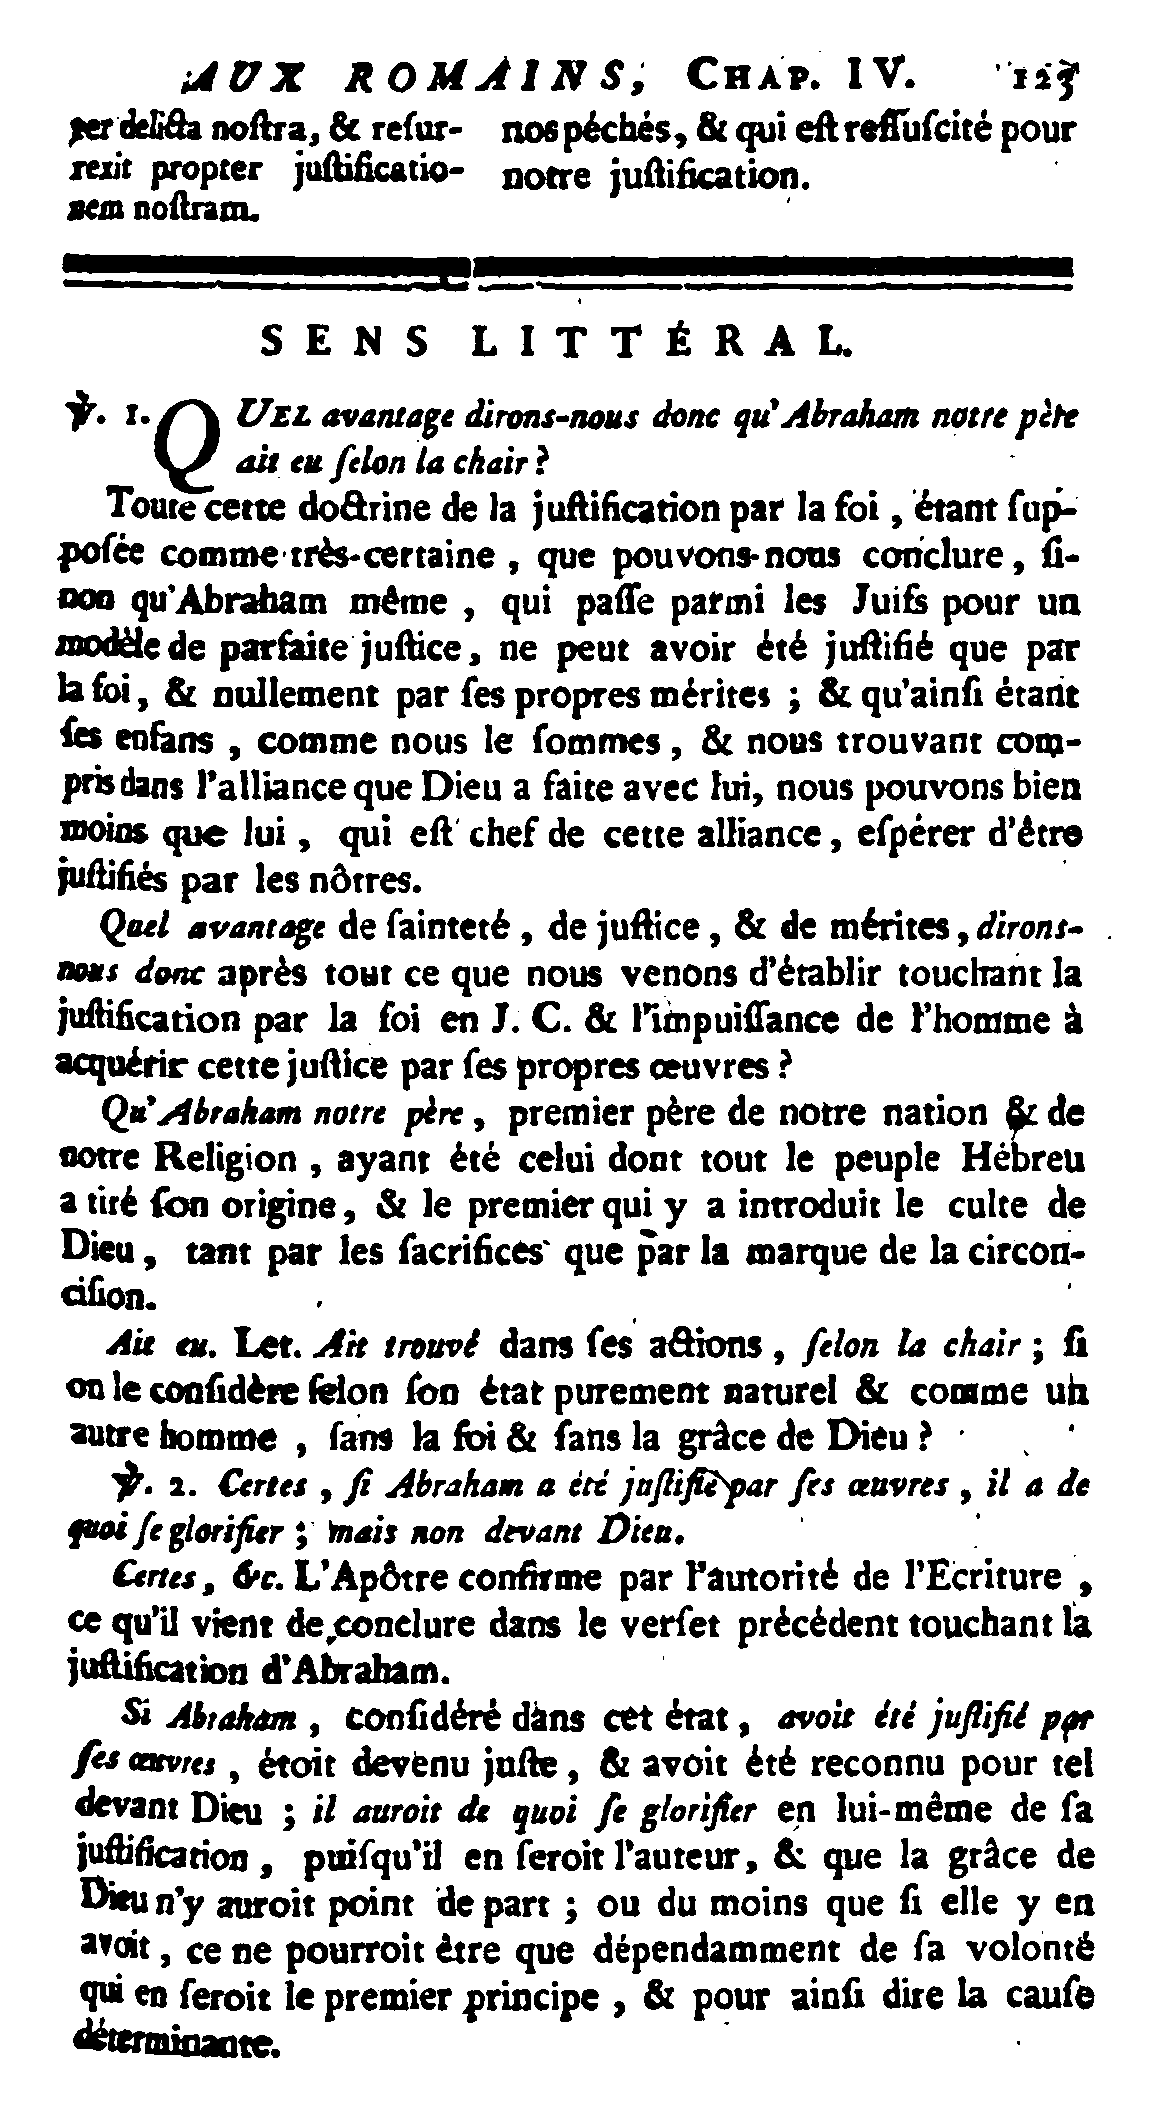 AUX ROMAINS, CHAP. IV. 123
per delicta nostra, & resur-
rexit propter justificatio-
nem nostram.
nos péchés, & qui est ressuscité pour
notre justification.
SENS LITTÉRAL.
℣. 1. QUEL avantage dirons-nous donc qu'Abraham notre père
ait eu selon la chair ?
Toute cette doctrine de la justification par la foi, étant sup-
posée comme très-certaine, que pouvons-nous conclure, si-
non qu'Abraham même, qui passe parmi les Juifs pour un
modèle de parfaite justice, ne peut avoir été justifié que par
la foi, & nullement par ses propres mérites ; & qu'ainsi étant
ses enfans, comme nous le sommes, & nous trouvant com-
pris dans l'alliance que Dieu a faite avec lui, nous pouvons bien
moins que lui, qui est chef de cette alliance, espérer d'être
justifiés par les nôtres.
Quel avantage de sainteté, de justice, & de mérites, dirons-
nous donc après tout ce que nous venons d'établir touchant la
justification par la foi en J. C. & l'impuissance de l'homme à
acquérir cette justice par ses propres œuvres ?
Qu'Abraham notre père, premier père de notre nation & de
notre Religion, ayant été celui dont tout le peuple Hébreu
a tiré son origine, & le premier qui y a introduit le culte de
Dieu, tant par les sacrifices que par la marque de la circon-
cision.
Ait eu. Let. Ait trouvé dans ses actions, selon la chair ; si
on le considère selon son état purement naturel & comme un
autre homme, sans la foi & sans la grâce de Dieu ?
℣. 2. Certes, si Abraham a été justifié par ses œuvres, il a de
quoi se glorifier ; mais non devant Dieu.
Certes, &c. L'Apôtre confirme par l'autorité de l'Ecriture,
ce qu'il vient de conclure dans le verset précédent touchant la
justification d'Abraham.
Si Abraham, considéré dans cet état, avoit été justifié par
ses œuvres, étoit devenu juste, & avoit été reconnu pour tel
devant Dieu ; il auroit de quoi se glorifier en lui-même de sa
justification, puisqu'il en seroit l'auteur, & que la grâce de
Dieu n'y auroit point de part ; ou du moins que si elle y en
avoit, ce ne pourroit être que dépendamment de sa volonté
qui en seroit le premier principe, & pour ainsi dire la cause
déterminante.